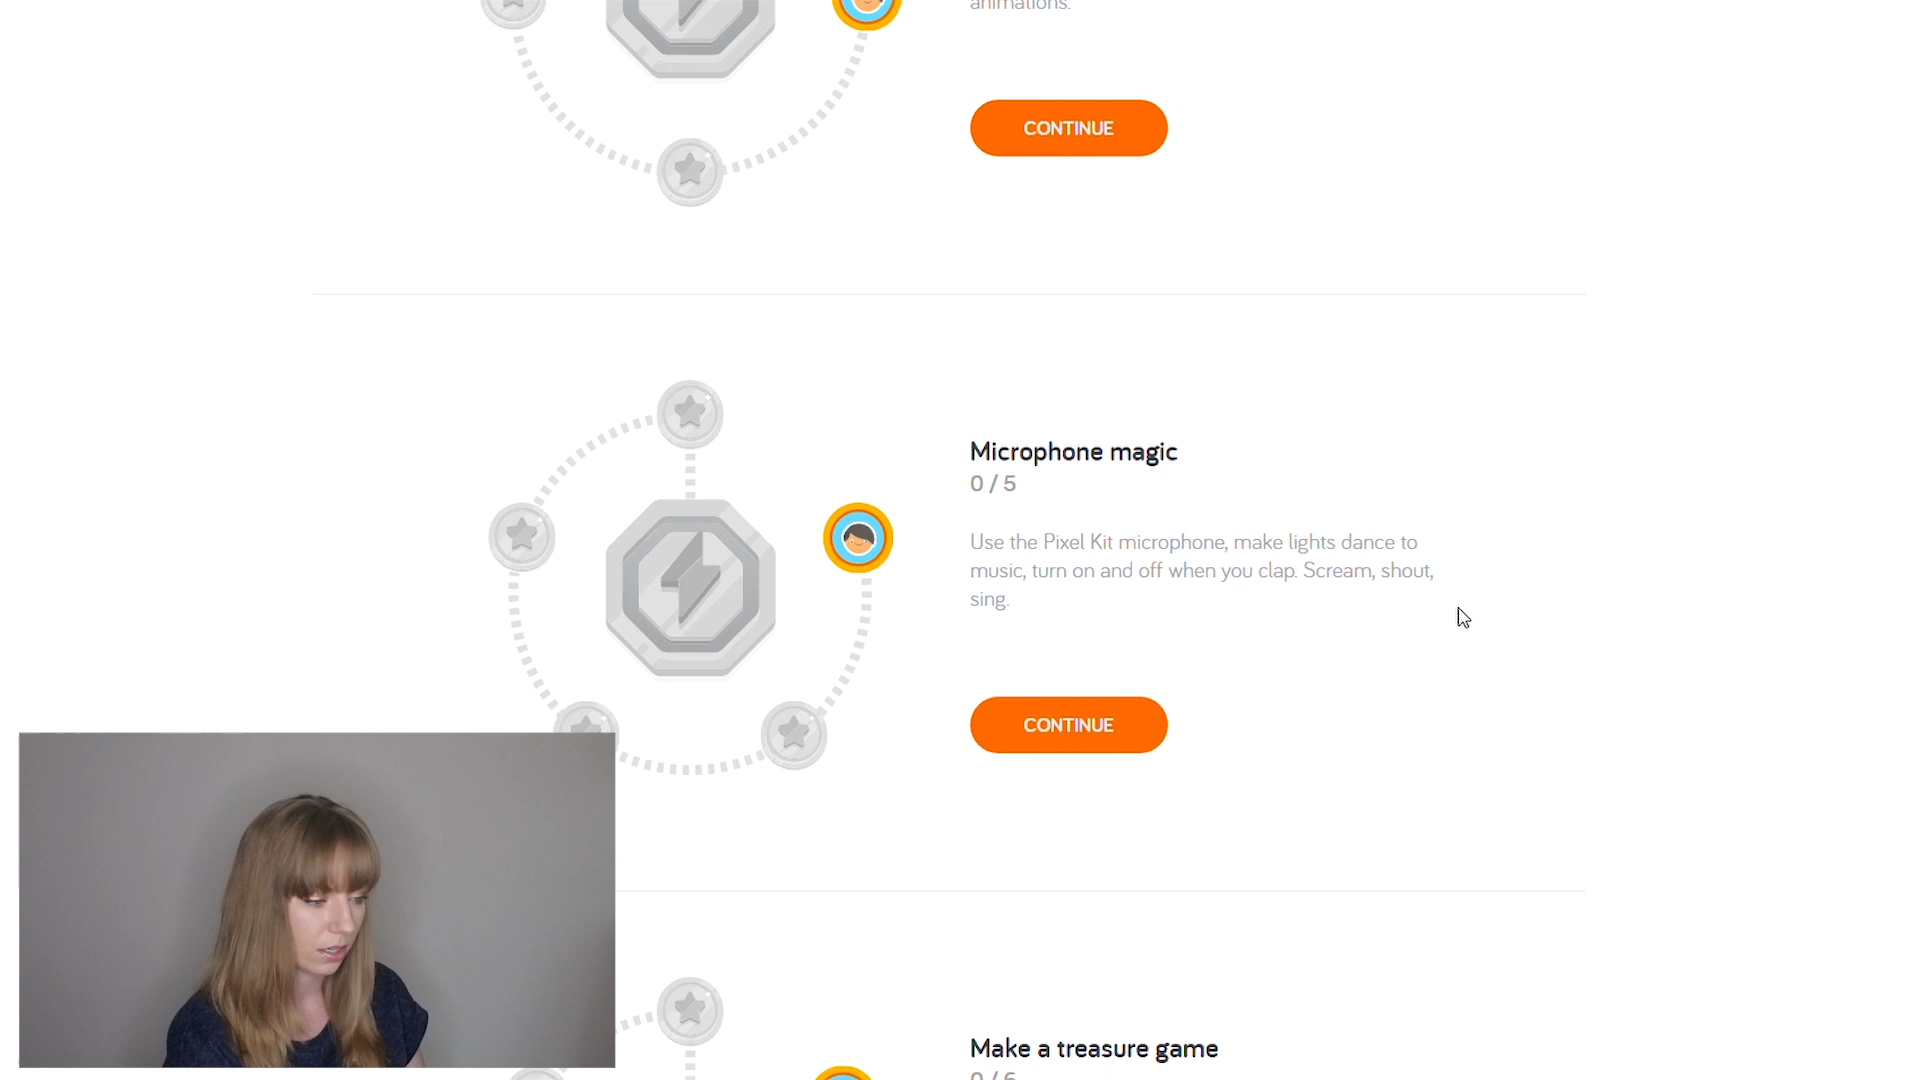 animations.
CONTINUE
Microphone magic
0 / 5
Use the Pixel Kit microphone, make lights dance to
music, turn on and off when you clap. Scream, shout,
sing.
CONTINUE
Make a treasure game